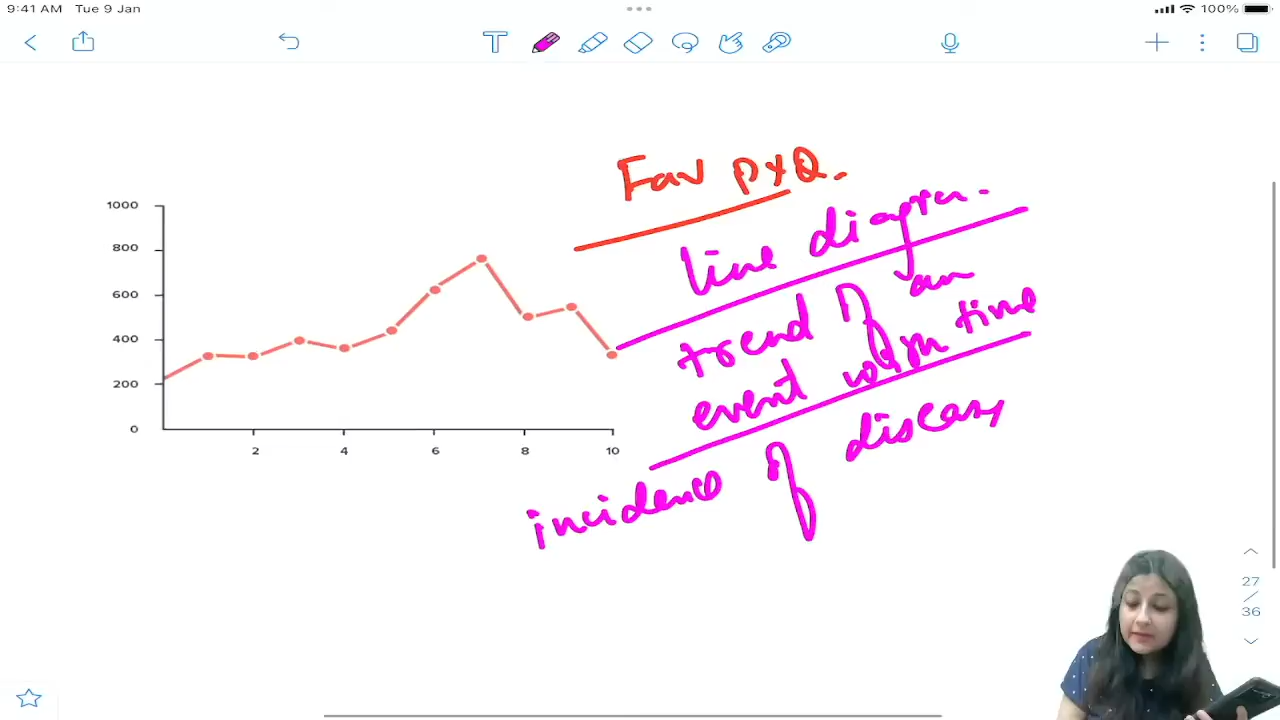 9:41 AM Tue 9 Jan
100%
T
Fav PYQ.
line diagram.
trend of an
event with time
incidence of disease
1000
800
600
400
200
0
2 4 6 8 10
27
36